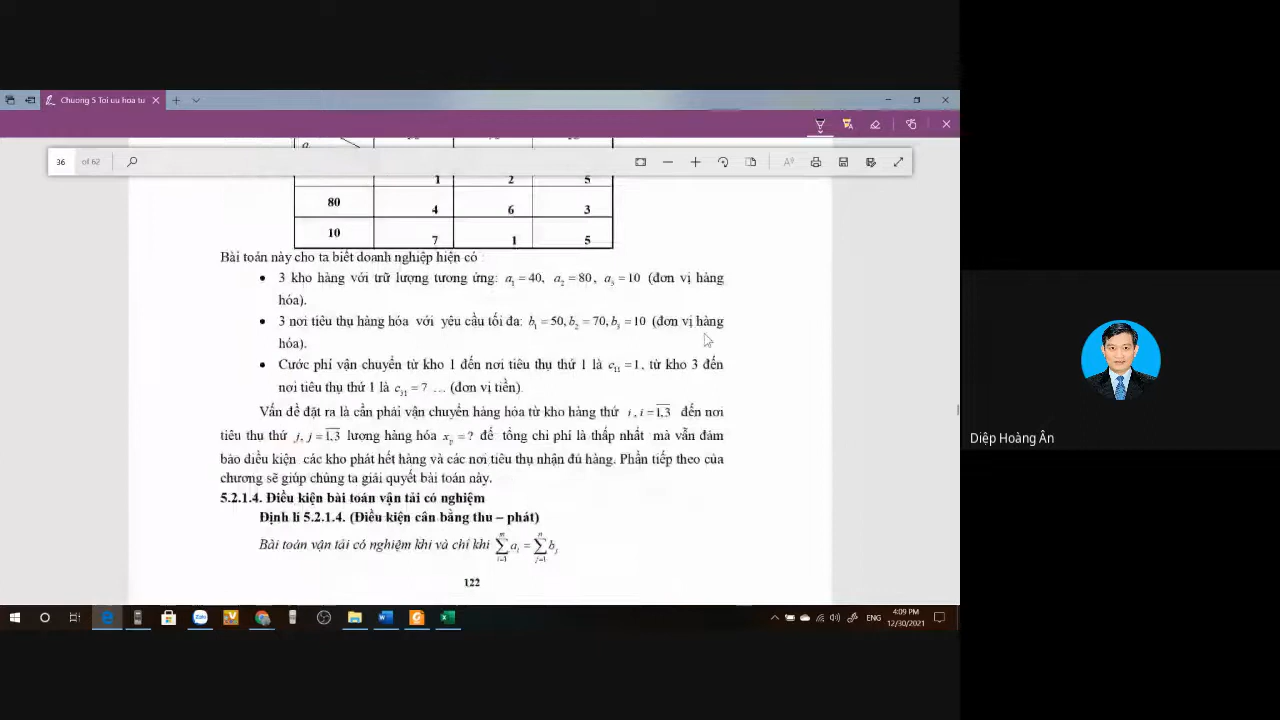 Chuong 5 Toi uu hoa tu
36 of 62
a
1 2 5
80 4 6 3
10 7 1 5
Bài toán này cho ta biết doanh nghiệp hiện có :
• 3 kho hàng với trữ lượng tương ứng: a₁ = 40, a₂ = 80, a₃ = 10 (đơn vị hàng
hóa).
• 3 nơi tiêu thụ hàng hóa với yêu cầu tối đa: b₁ = 50, b₂ = 70, b₃ = 10 (đơn vị hàng
hóa).
• Cước phí vận chuyển từ kho 1 đến nơi tiêu thụ thứ 1 là c₁₁ = 1, từ kho 3 đến
nơi tiêu thụ thứ 1 là c₃₁ = 7 … (đơn vị tiền).
Vấn đề đặt ra là cần phải vận chuyển hàng hóa từ kho hàng thứ i, i = 1,3 đến nơi
tiêu thụ thứ j, j = 1,3 lượng hàng hóa xᵢⱼ = ? để tổng chi phí là thấp nhất mà vẫn đảm
bảo điều kiện các kho phát hết hàng và các nơi tiêu thụ nhận đủ hàng. Phần tiếp theo của
chương sẽ giúp chúng ta giải quyết bài toán này.
5.2.1.4. Điều kiện bài toán vận tải có nghiệm
Định lí 5.2.1.4. (Điều kiện cân bằng thu – phát)
Bài toán vận tải có nghiệm khi và chỉ khi ∑ᵢ₌₁ᵐ aᵢ = ∑ⱼ₌₁ⁿ bⱼ
122
Diệp Hoàng Ân
Zalo
ENG
4:09 PM
12/30/2021